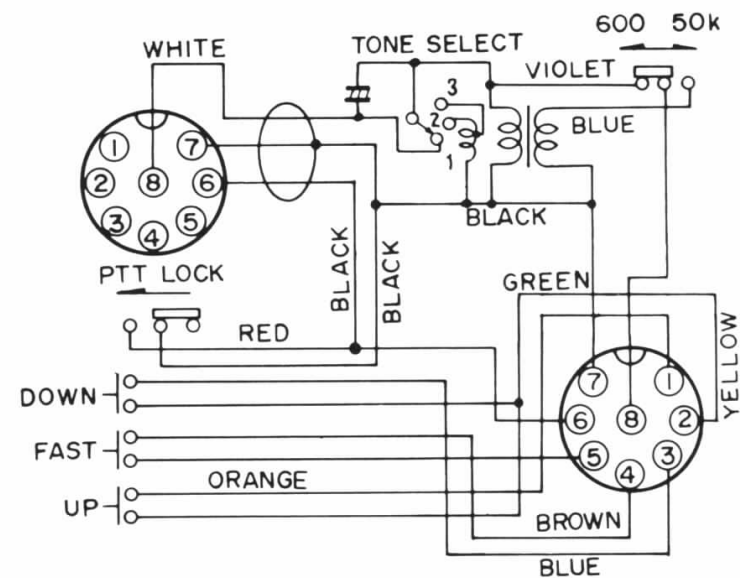 600 50k
WHITE
TONE SELECT
VIOLET
3
2
1
BLUE
1 7
2 8 6
3 4 5
BLACK
PTT LOCK
BLACK
BLACK
GREEN
RED
YELLOW
7 1
6 8 2
5 4 3
DOWN
FAST
ORANGE
UP
BROWN
BLUE